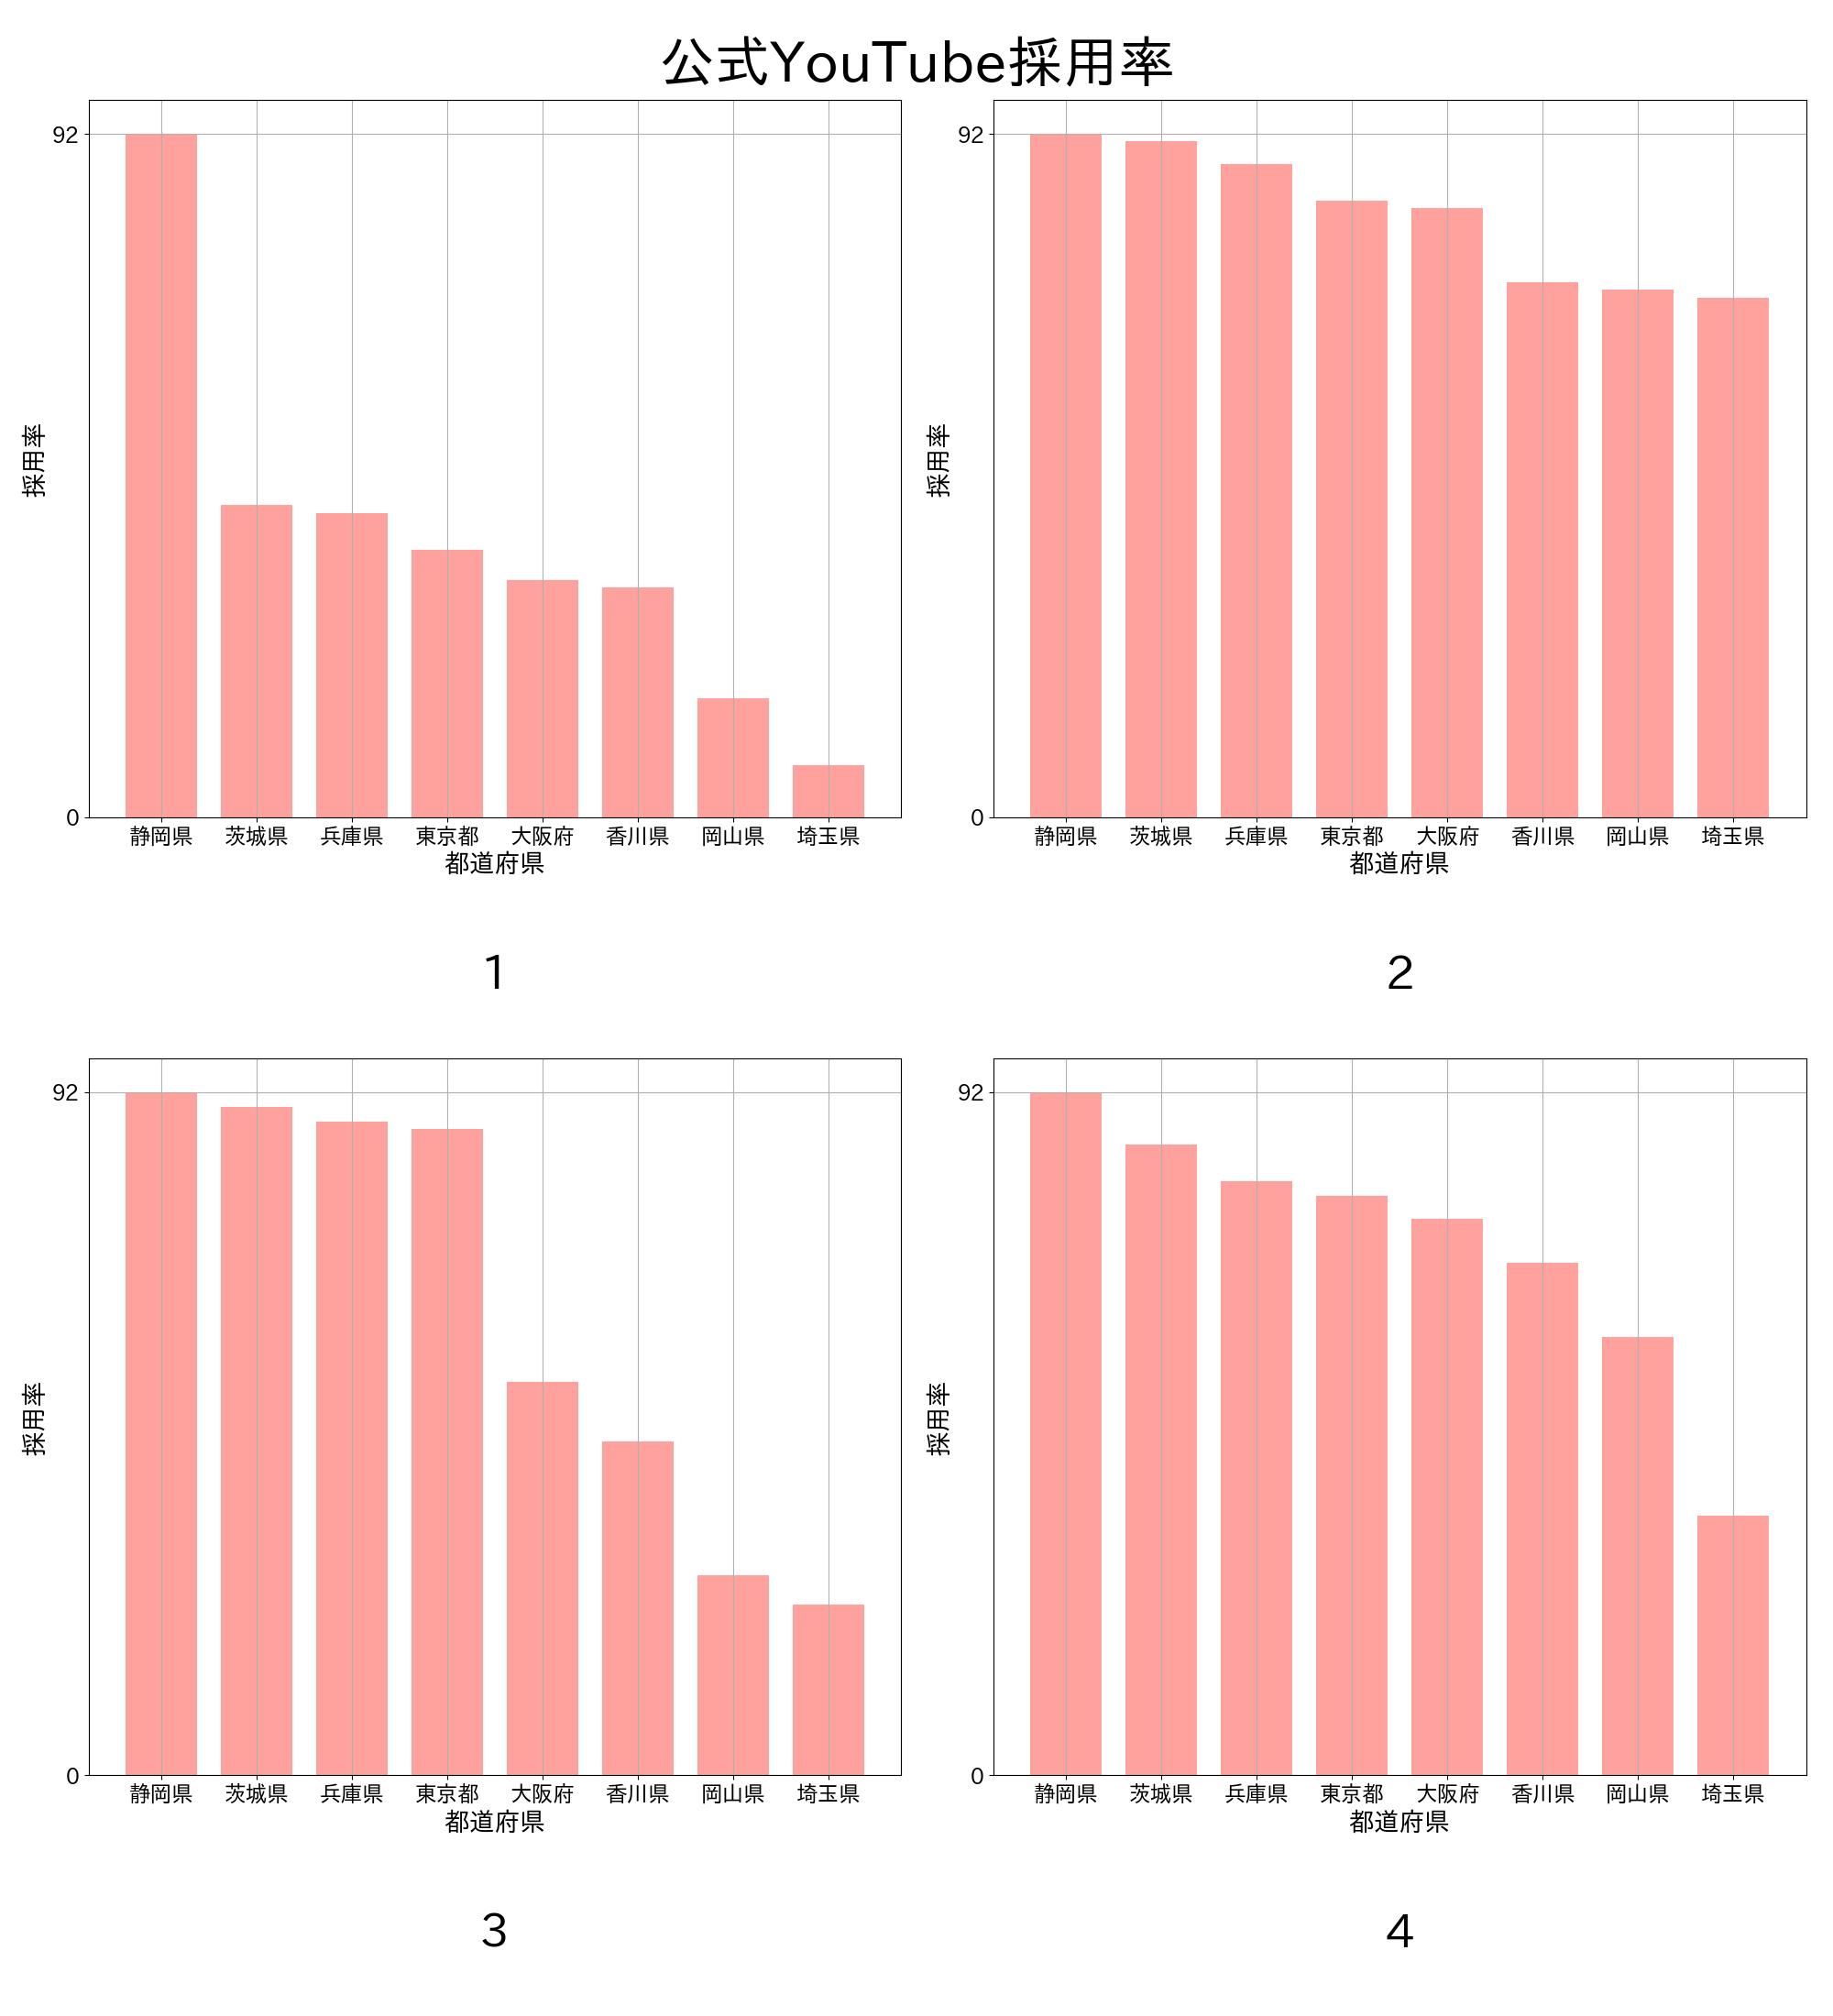 公式YouTube採用率
92
採用率
0
静岡県 茨城県 兵庫県 東京都 大阪府 香川県 岡山県 埼玉県
都道府県
1
92
採用率
0
静岡県 茨城県 兵庫県 東京都 大阪府 香川県 岡山県 埼玉県
都道府県
2
92
採用率
0
静岡県 茨城県 兵庫県 東京都 大阪府 香川県 岡山県 埼玉県
都道府県
3
92
採用率
0
静岡県 茨城県 兵庫県 東京都 大阪府 香川県 岡山県 埼玉県
都道府県
4